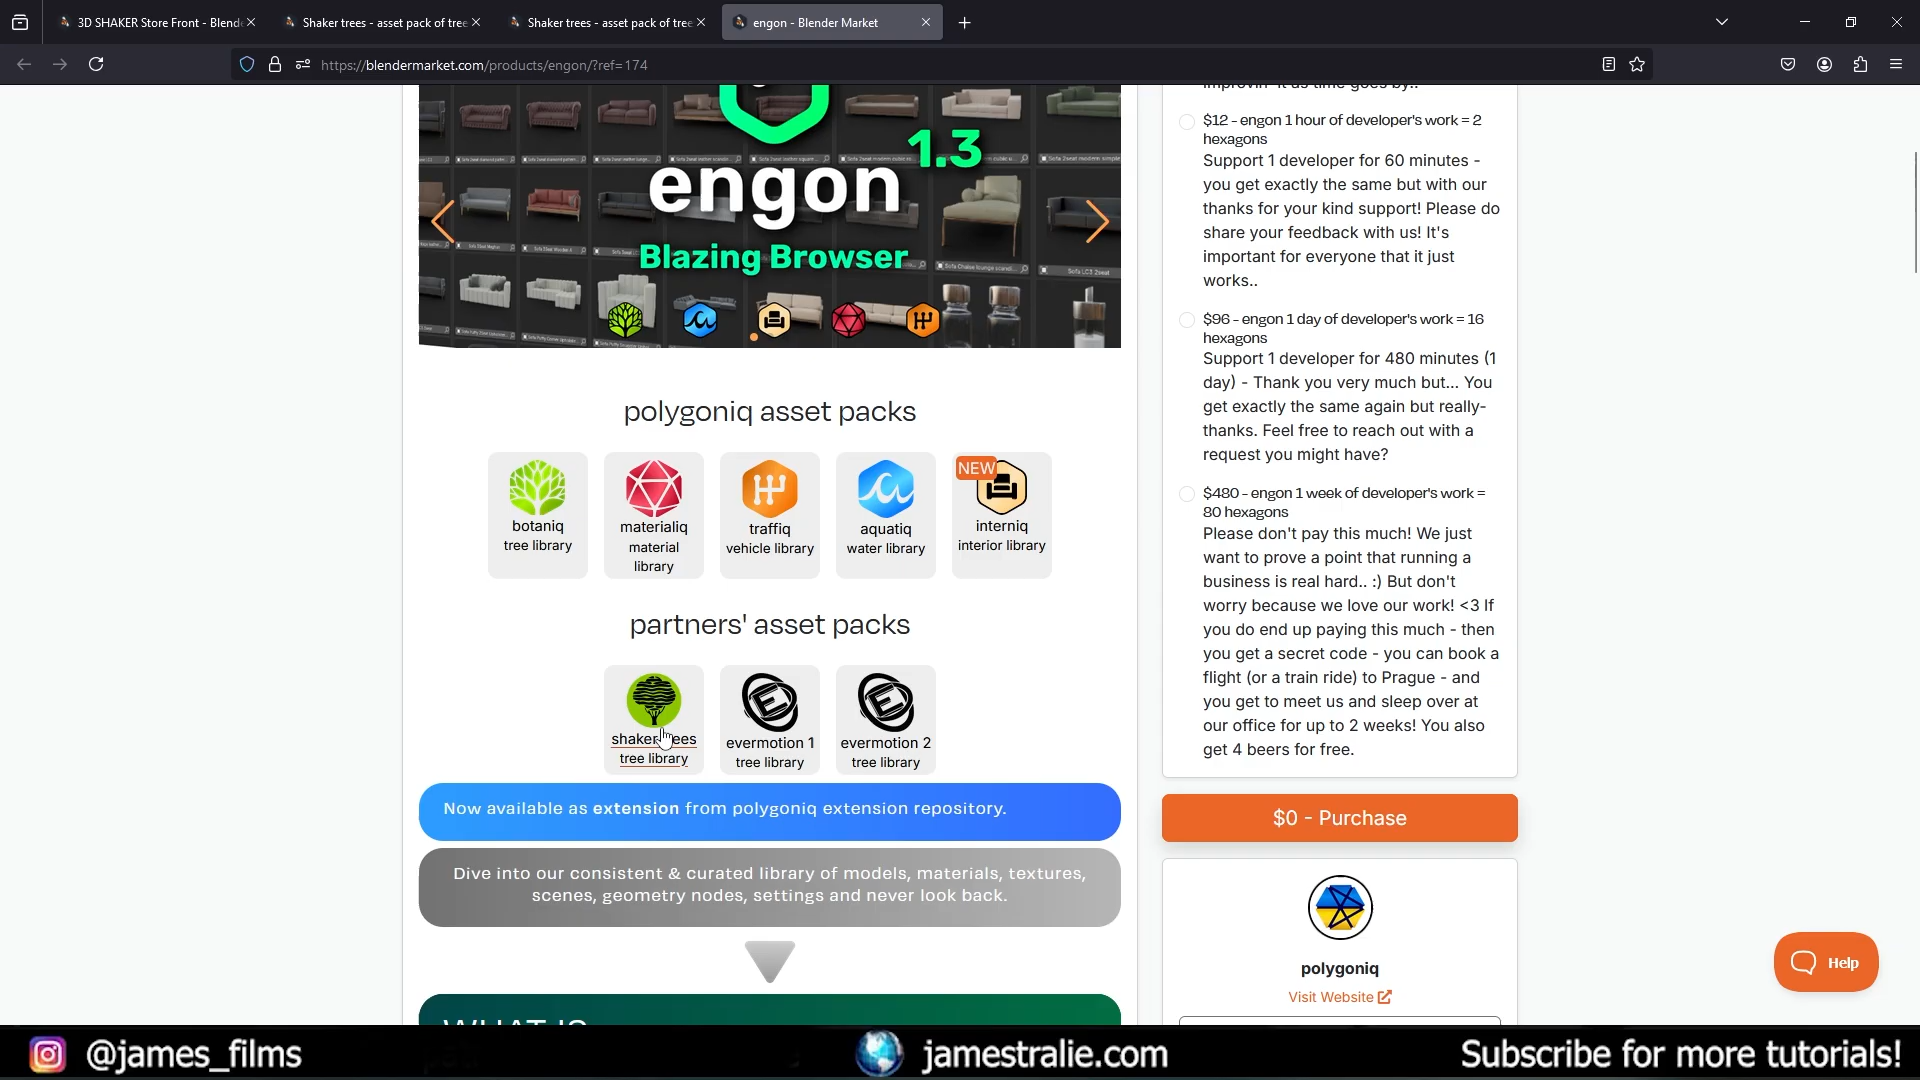 3D SHAKER Store Front - Blende
Shaker trees - asset pack of tree
Shaker trees - asset pack of tree
engon - Blender Market
https://blendermarket.com/products/engon/?ref=174
1.3
engon
Blazing Browser
polygoniq asset packs
botaniq
tree library
materialiq
material
library
traffiq
vehicle library
aquatiq
water library
NEW
interniq
interior library
partners' asset packs
shaker trees
tree library
evermotion 1
tree library
evermotion 2
tree library
Now available as extension from polygoniq extension repository.
Dive into our consistent & curated library of models, materials, textures,
scenes, geometry nodes, settings and never look back.
WHAT IS
improvin' it as time goes by..
$12 - engon 1 hour of developer's work = 2
hexagons
Support 1 developer for 60 minutes -
you get exactly the same but with our
thanks for your kind support! Please do
share your feedback with us! It's
important for everyone that it just
works..
$96 - engon 1 day of developer's work = 16
hexagons
Support 1 developer for 480 minutes (1
day) - Thank you very much but... You
get exactly the same again but really-
thanks. Feel free to reach out with a
request you might have?
$480 - engon 1 week of developer's work =
80 hexagons
Please don't pay this much! We just
want to prove a point that running a
business is real hard.. :) But don't
worry because we love our work! <3 If
you do end up paying this much - then
you get a secret code - you can book a
flight (or a train ride) to Prague - and
you get to meet us and sleep over at
our office for up to 2 weeks! You also
get 4 beers for free.
$0 - Purchase
polygoniq
Visit Website
Help
@james_films
jamestralie.com
Subscribe for more tutorials!